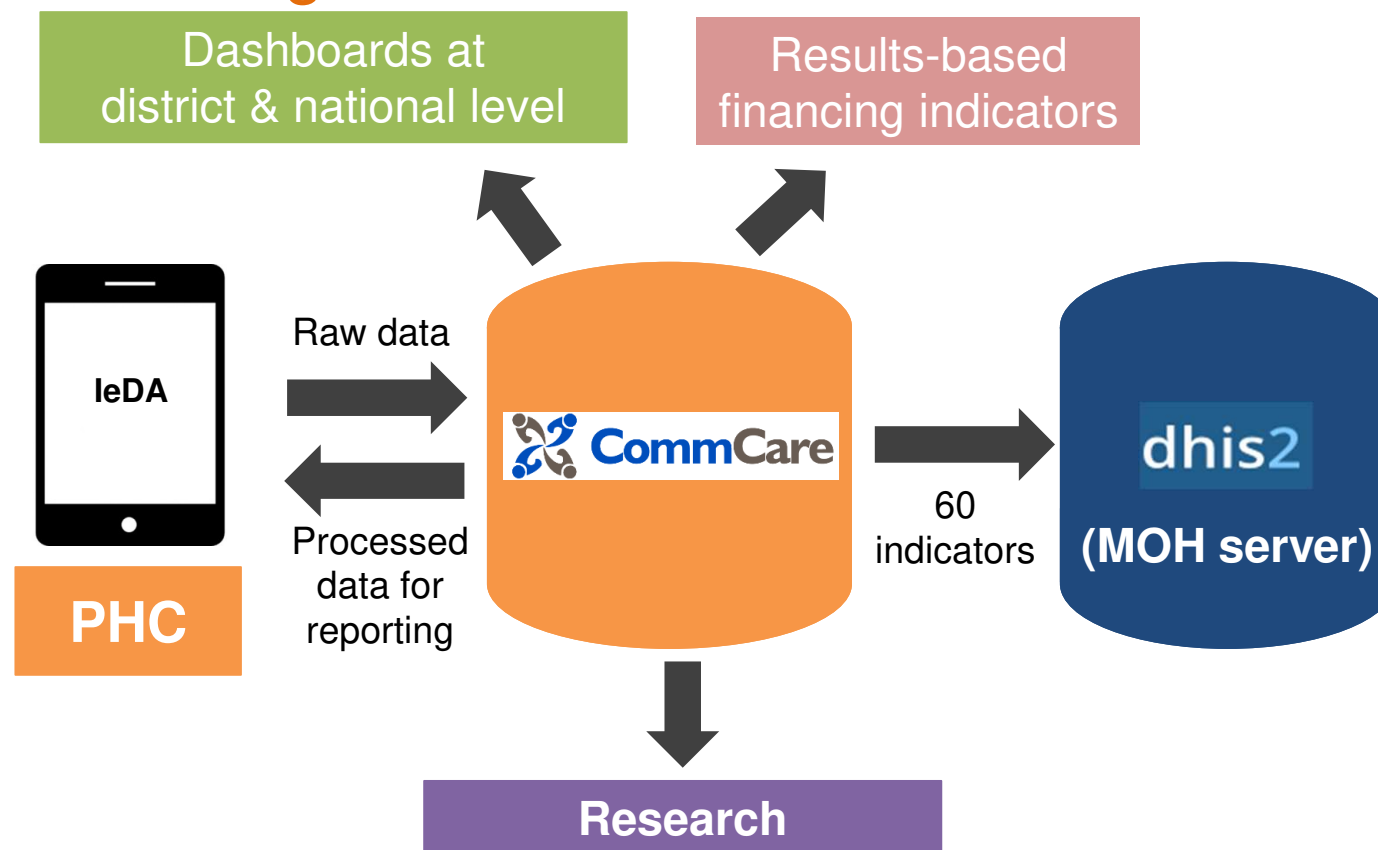 Dashboards at
district & national level
Results-based
financing indicators
Raw data
IeDA
CommCare
dhis2
60
indicators
(MOH server)
Processed
data for
reporting
PHC
Research